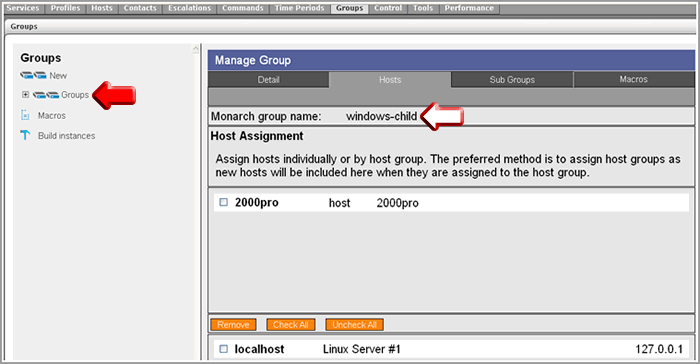 Services Profiles Hosts Contacts Escalations Commands Time Periods Groups Control Tools Performance
Groups
Groups
New
Groups
Macros
Build instances
Manage Group
Detail Hosts Sub Groups Macros
Monarch group name: windows-child
Host Assignment
Assign hosts individually or by host group. The preferred method is to assign host groups as
new hosts will be included here when they are assigned to the host group.
2000pro host 2000pro
Remove Check All Uncheck All
localhost Linux Server #1 127.0.0.1